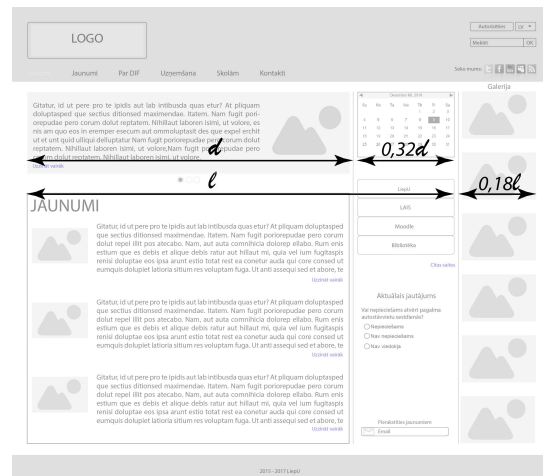 LOGO
Autorizēties LV
Meklēt OK
Seko mums:
Jaunumi Par DIF Uzņemšana Skolām Kontakti
Galerija
Gitatur, id ut pere pro te ipidis aut lab intibusda quas etur? At pliquam
doluptasped que sectius ditionsed maximendae. Itatem. Nam fugit pori-
orepudae pero corum dolut reptatem. Nihillaut laboren isimi, ut volores, es
nis am quo eos in eremper esecum aut ommoluptasit des que expel erchit
ut et unt quid ulliqui delluptatur Nam fugit poriorepudae pero corum dolut
reptatem. Nihillaut laboren isimi, ut volore,Nam fugit poriorepudae pero
corum dolut reptatem. Nihillaut laboren isimi, ut volore.
Uzzināt vairāk
d
0,32d
l
0,18l
JAUNUMI
Gitatur, id ut pere pro te ipidis aut lab intibusda quas etur? At pliquam doluptasped
que sectius ditionsed maximendae. Itatem. Nam fugit poriorepudae pero corum
dolut repel illit pos atecabo. Nam, aut auta comnihicia dolorep ellabo. Rum enis
estium que es debis et alique debis ratur aut hillaut mi, quia vel ium fugitaspis
renisi doluptae eos ipsa arunt estio totat rest ea conetur auda qui core consed ut
eumquis dolupiet latioria sitium res voluptam fuga. Ut anti assequi sed et abore, te
Uzzināt vairāk
Gitatur, id ut pere pro te ipidis aut lab intibusda quas etur? At pliquam doluptasped
que sectius ditionsed maximendae. Itatem. Nam fugit poriorepudae pero corum
dolut repel illit pos atecabo. Nam, aut auta comnihicia dolorep ellabo. Rum enis
estium que es debis et alique debis ratur aut hillaut mi, quia vel ium fugitaspis
renisi doluptae eos ipsa arunt estio totat rest ea conetur auda qui core consed ut
eumquis dolupiet latioria sitium res voluptam fuga. Ut anti assequi sed et abore, te
Uzzināt vairāk
Gitatur, id ut pere pro te ipidis aut lab intibusda quas etur? At pliquam doluptasped
que sectius ditionsed maximendae. Itatem. Nam fugit poriorepudae pero corum
dolut repel illit pos atecabo. Nam, aut auta comnihicia dolorep ellabo. Rum enis
estium que es debis et alique debis ratur aut hillaut mi, quia vel ium fugitaspis
renisi doluptae eos ipsa arunt estio totat rest ea conetur auda qui core consed ut
eumquis dolupiet latioria sitium res voluptam fuga. Ut anti assequi sed et abore, te
Uzzināt vairāk
LiepU
LAIS
Moodle
Bibliotēka
Citas saites
Aktuālais jautājums
Vai nepieciešams atvērt pagalma
autostāvvietu svešdienās?
Nepieciešams
Nav nepieciešams
Nav viedokļa
Pierakstīties jaunumiem
Email
2015 - 2017 LiepU